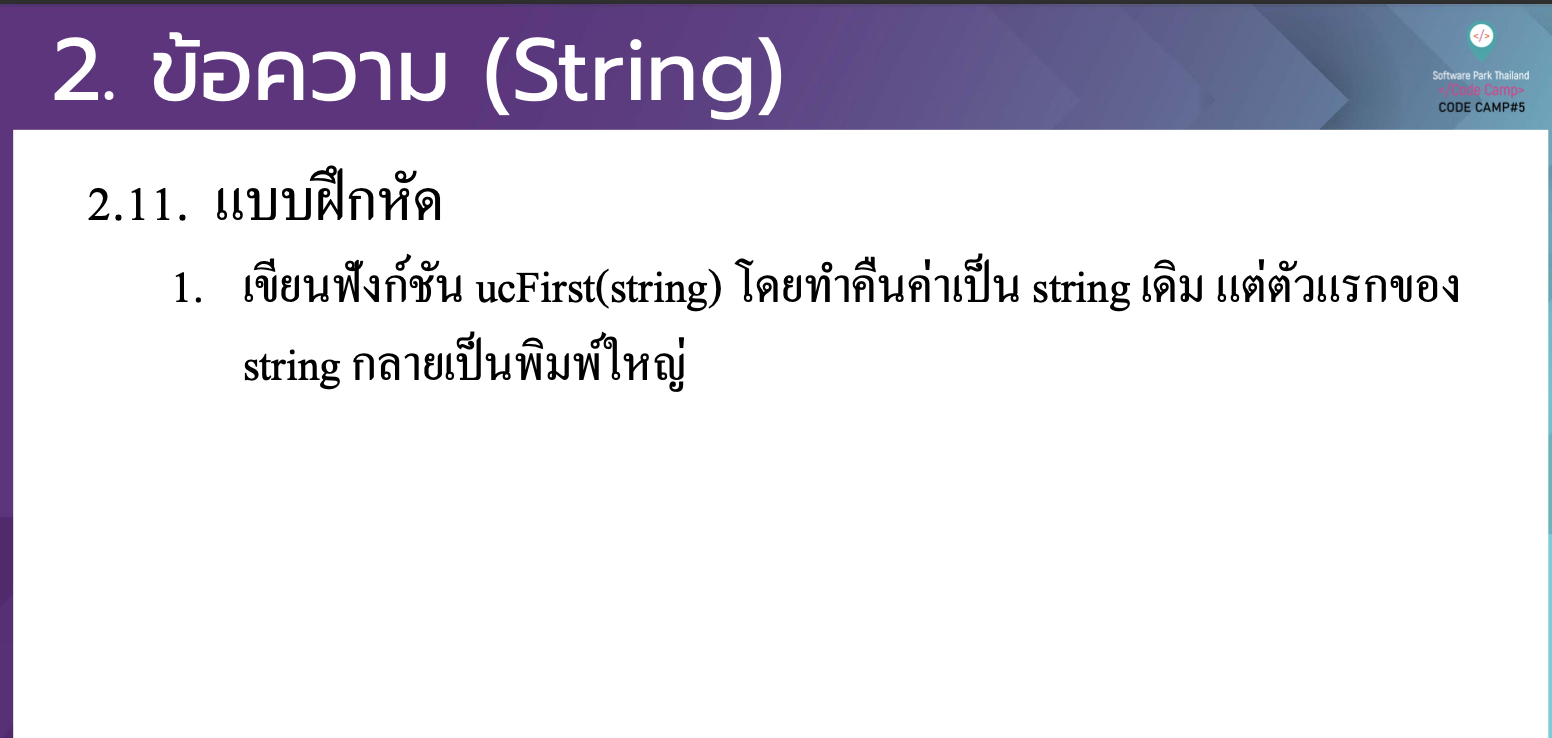 2. ข้อความ (String)
</>
Software Park Thailand
</Code Camp>
CODE CAMP#5
2.11. แบบฝึกหัด
1. เขียนฟังก์ชัน ucFirst(string) โดยทำคืนค่าเป็น string เดิม แต่ตัวแรกของ
string กลายเป็นพิมพ์ใหญ่